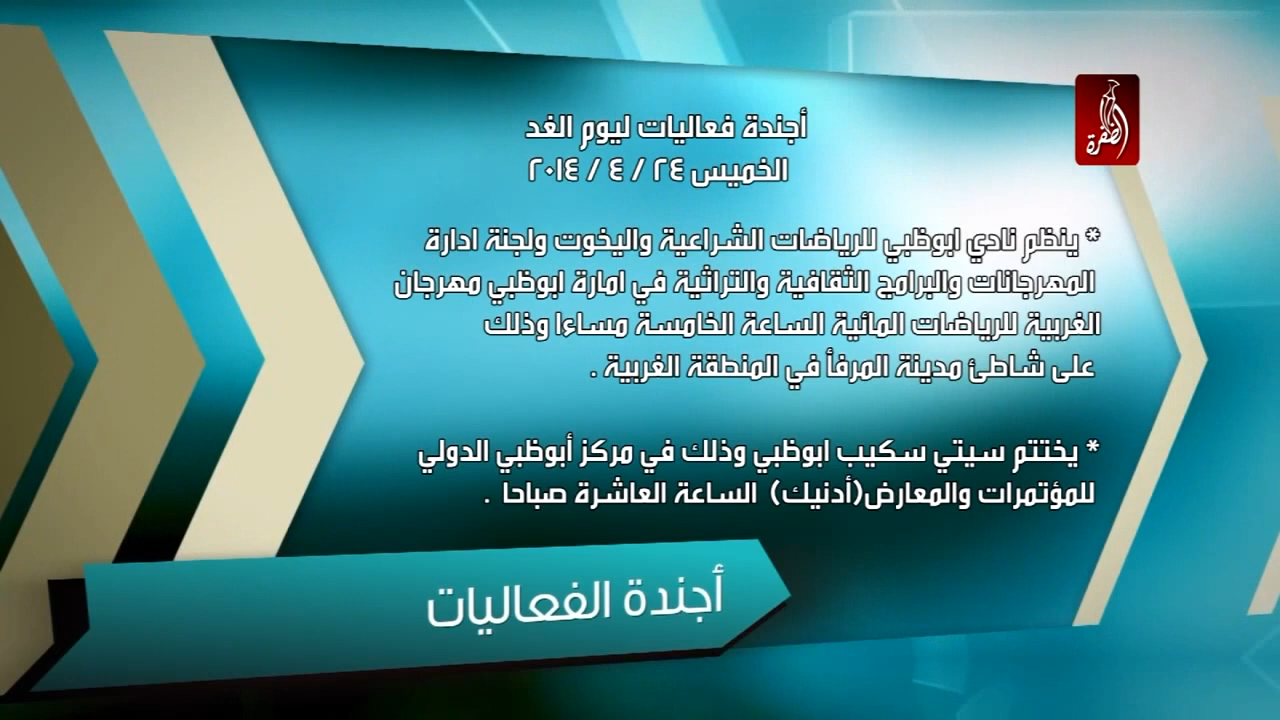 الظفرة
أجندة فعاليات ليوم الغد
الخميس ٢٤ / ٤ / ٢٠١٤
* ينظم نادي ابوظبي للرياضات الشراعية واليخوت ولجنة ادارة
المهرجانات والبرامج الثقافية والتراثية في امارة ابوظبي مهرجان
الغربية للرياضات المائية الساعة الخامسة مساءا وذلك
على شاطئ مدينة المرفأ في المنطقة الغربية .
* يختتم سيتي سكيب ابوظبي وذلك في مركز أبوظبي الدولي
للمؤتمرات والمعارض(أدنيك) الساعة العاشرة صباحا .
أجندة الفعاليات